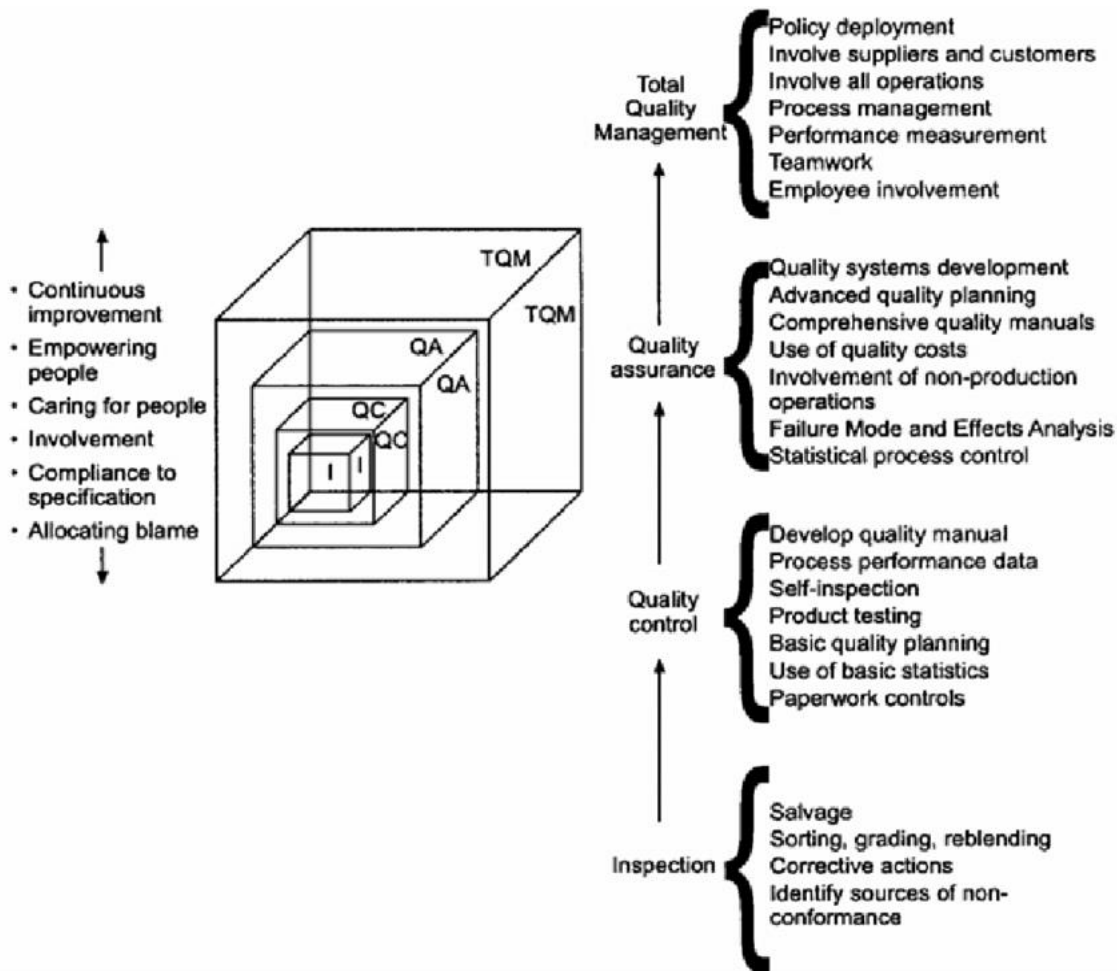 • Continuous
improvement
• Empowering
people
• Caring for people
• Involvement
• Compliance to
specification
• Allocating blame
TQM
TQM
QA
QA
QC
QC
I
I
Total
Quality
Management
Policy deployment
Involve suppliers and customers
Involve all operations
Process management
Performance measurement
Teamwork
Employee involvement
Quality
assurance
Quality systems development
Advanced quality planning
Comprehensive quality manuals
Use of quality costs
Involvement of non-production
operations
Failure Mode and Effects Analysis
Statistical process control
Quality
control
Develop quality manual
Process performance data
Self-inspection
Product testing
Basic quality planning
Use of basic statistics
Paperwork controls
Inspection
Salvage
Sorting, grading, reblending
Corrective actions
Identify sources of non-
conformance